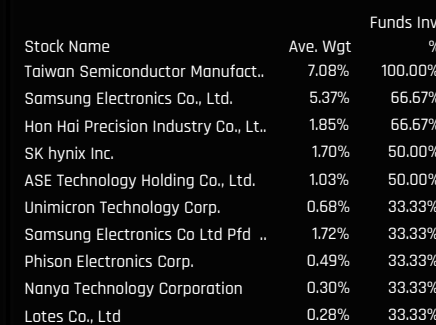 Funds Inv
Stock Name Ave. Wgt %
Taiwan Semiconductor Manufact.. 7.08% 100.00%
Samsung Electronics Co., Ltd. 5.37% 66.67%
Hon Hai Precision Industry Co., Lt.. 1.85% 66.67%
SK hynix Inc. 1.70% 50.00%
ASE Technology Holding Co., Ltd. 1.03% 50.00%
Unimicron Technology Corp. 0.68% 33.33%
Samsung Electronics Co Ltd Pfd .. 1.72% 33.33%
Phison Electronics Corp. 0.49% 33.33%
Nanya Technology Corporation 0.30% 33.33%
Lotes Co., Ltd 0.28% 33.33%